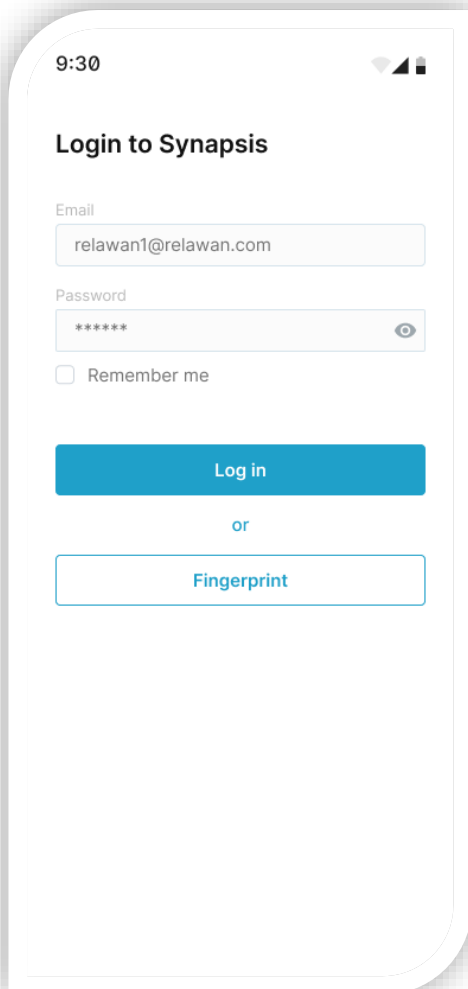 9:30
Login to Synapsis
Email
relawan1@relawan.com
Password
******
Remember me
Log in
or
Fingerprint